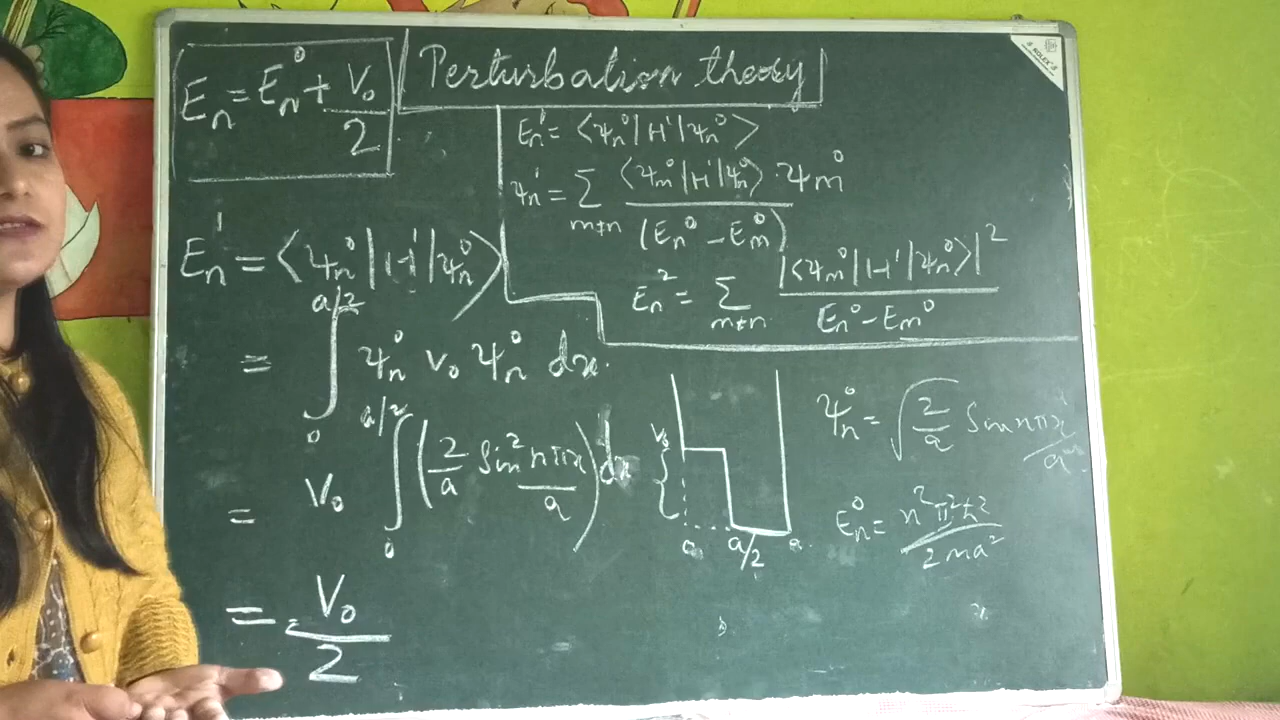 Eₙ = Eₙ⁰ + V₀/2
Perturbation theory
Eₙ¹ = ⟨ψₙ⁰|H'|ψₙ⁰⟩
ψₙ¹ = Σ_{m≠n} ⟨ψₘ⁰|H'|ψₙ⁰⟩ / (Eₙ⁰ - Eₘ⁰) · ψₘ⁰
Eₙ² = Σ_{m≠n} |⟨ψₘ⁰|H'|ψₙ⁰⟩|² / Eₙ⁰ - Eₘ⁰
Eₙ¹ = ⟨ψₙ⁰|H'|ψₙ⁰⟩
= ∫₀^{a/2} ψₙ⁰ V₀ ψₙ⁰ dx.
= V₀ ∫₀^{a/2} (2/a Sin² nπx/a) dx
= V₀/2
V₀
0 a/2 a
ψₙ⁰ = √(2/a) Sin nπx/a
Eₙ⁰ = n²π²ħ²/2ma²